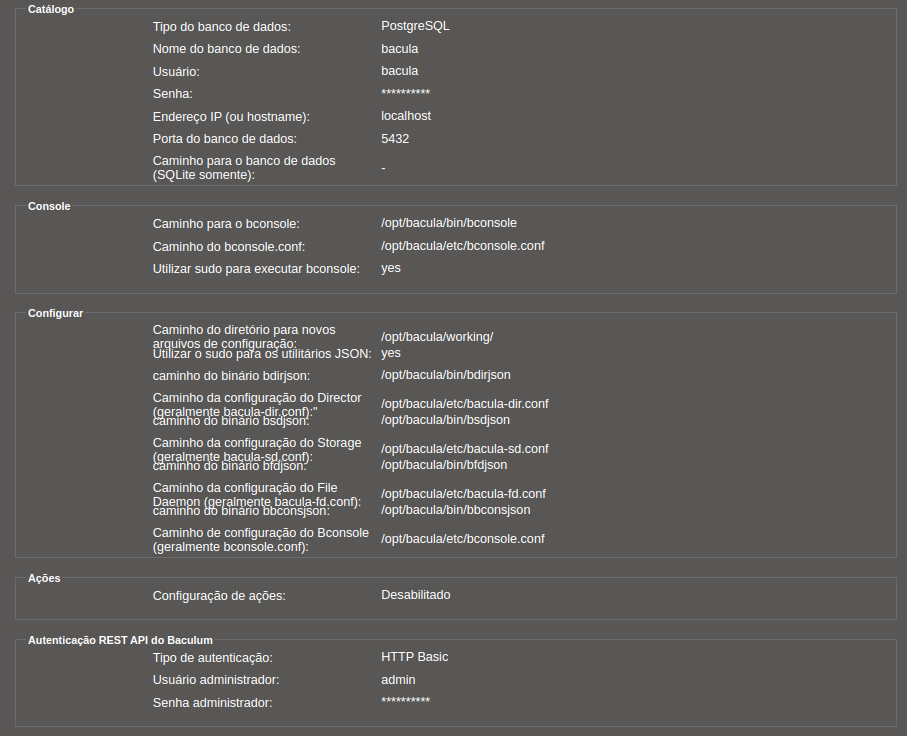 Catálogo
Tipo do banco de dados: PostgreSQL
Nome do banco de dados: bacula
Usuário: bacula
Senha: **********
Endereço IP (ou hostname): localhost
Porta do banco de dados: 5432
Caminho para o banco de dados
(SQLite somente): -
Console
Caminho para o bconsole: /opt/bacula/bin/bconsole
Caminho do bconsole.conf: /opt/bacula/etc/bconsole.conf
Utilizar sudo para executar bconsole: yes
Configurar
Caminho do diretório para novos
arquivos de configuração: /opt/bacula/working/
Utilizar o sudo para os utilitários JSON: yes
caminho do binário bdirjson: /opt/bacula/bin/bdirjson
Caminho da configuração do Director
(geralmente bacula-dir.conf):" /opt/bacula/etc/bacula-dir.conf
caminho do binário bsdjson: /opt/bacula/bin/bsdjson
Caminho da configuração do Storage
(geralmente bacula-sd.conf): /opt/bacula/etc/bacula-sd.conf
caminho do binário bfdjson: /opt/bacula/bin/bfdjson
Caminho da configuração do File
Daemon (geralmente bacula-fd.conf): /opt/bacula/etc/bacula-fd.conf
caminho do binário bbconsjson: /opt/bacula/bin/bbconsjson
Caminho de configuração do Bconsole
(geralmente bconsole.conf): /opt/bacula/etc/bconsole.conf
Ações
Configuração de ações: Desabilitado
Autenticação REST API do Baculum
Tipo de autenticação: HTTP Basic
Usuário administrador: admin
Senha administrador: **********